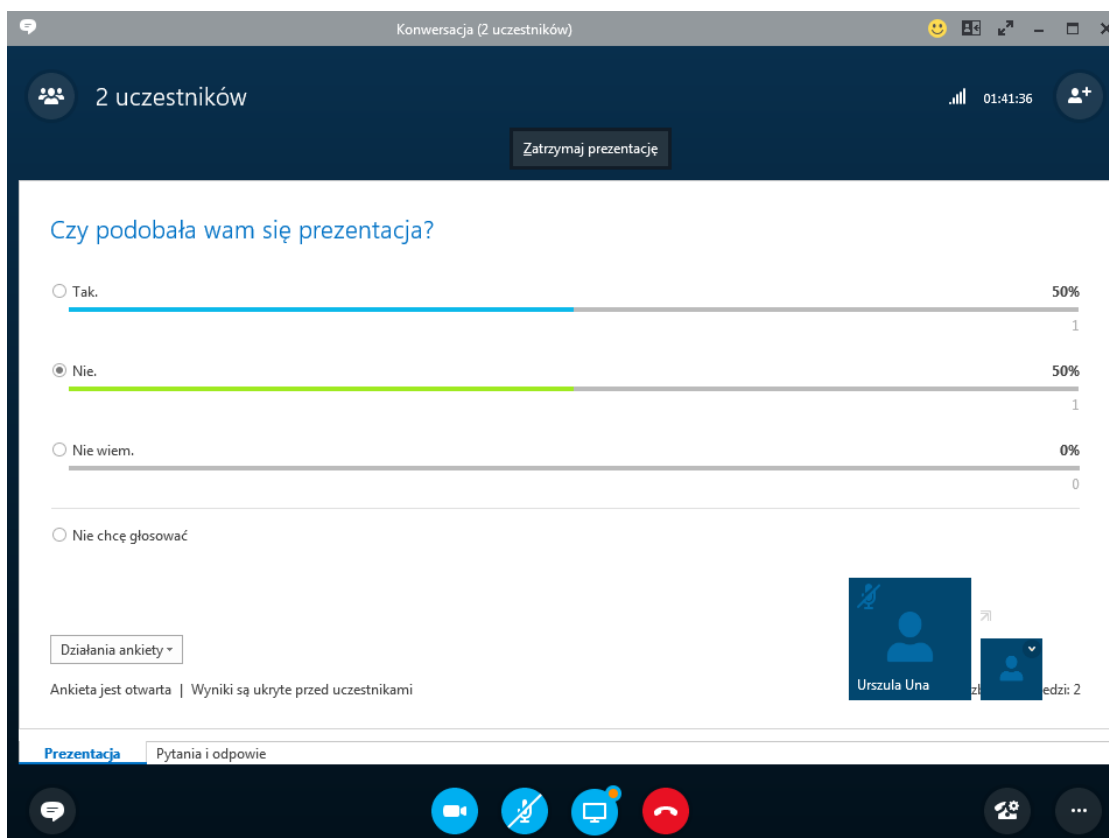 Konwersacja (2 uczestników)
2 uczestników
01:41:36
Zatrzymaj prezentację
Czy podobała wam się prezentacja?
Tak.
50%
1
Nie.
50%
1
Nie wiem.
0%
0
Nie chcę głosować
Działania ankiety
Urszula Una
Ankieta jest otwarta | Wyniki są ukryte przed uczestnikami
2
Prezentacja
Pytania i odpowie